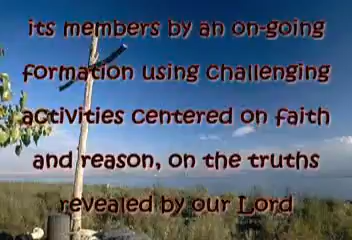 its members by an on-going
formation using challenging
activities centered on faith
and reason, on the truths
revealed by our Lord